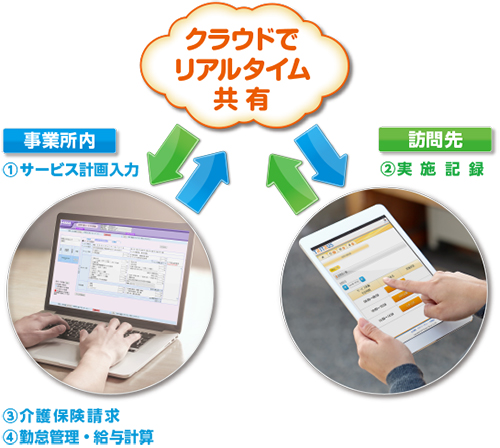 クラウドで
リアルタイム
共有
事業所内
①サービス計画入力
訪問先
②実施記録
③介護保険請求
④勤怠管理・給与計算